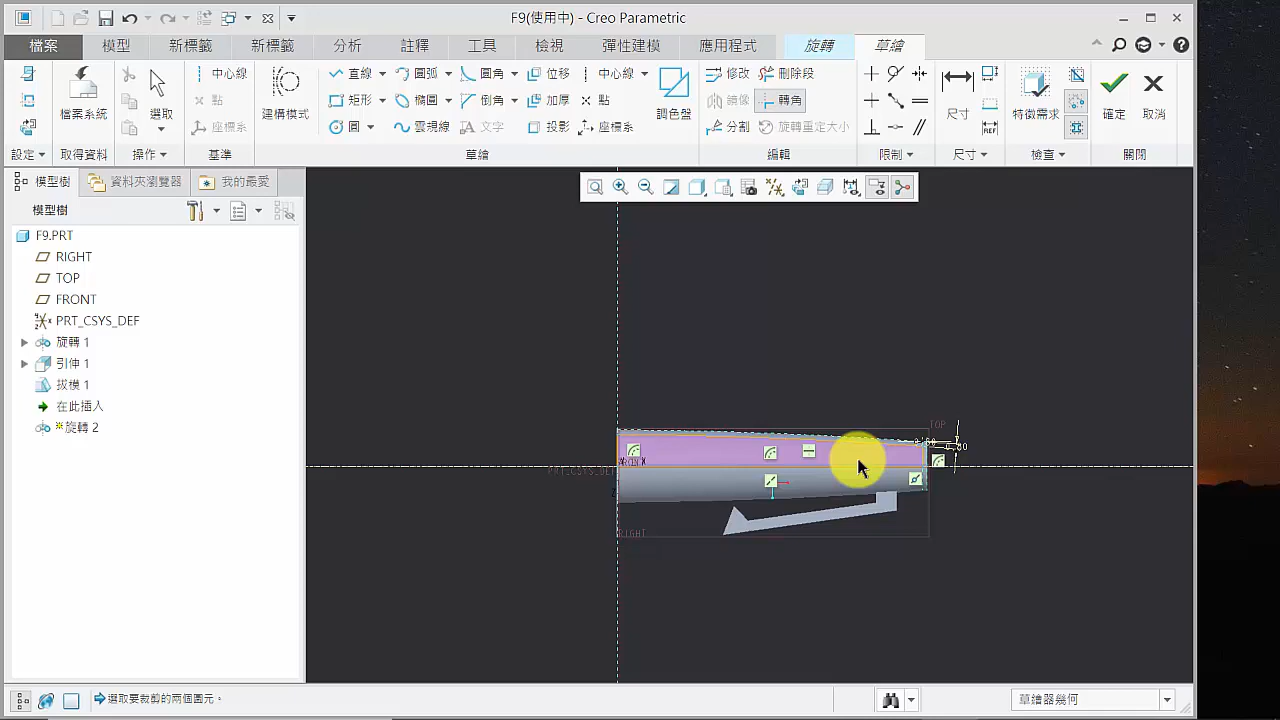 F9(使用中) - Creo Parametric
檔案 模型 新標籤 新標籤 分析 註釋 工具 檢視 彈性建模 應用程式 旋轉 草繪
中心線 直線 圓弧 圓角 位移 中心線 修改 刪除段
檔案系統 選取 點 建構模式 矩形 橢圓 倒角 加厚 點 調色盤 鏡像 轉角 尺寸 特徵需求 確定 取消
座標系 圓 雲規線 文字 投影 座標系 分割 旋轉重定大小 REF
設定 取得資料 操作 基準 草繪 編輯 限制 尺寸 檢查 關閉
模型樹 資料夾瀏覽器 我的最愛
模型樹
F9.PRT
RIGHT
TOP
FRONT
PRT_CSYS_DEF
旋轉 1
引伸 1
拔模 1
在此插入
旋轉 2
TOP
RIGHT
選取要裁剪的兩個圖元。
草繪器幾何